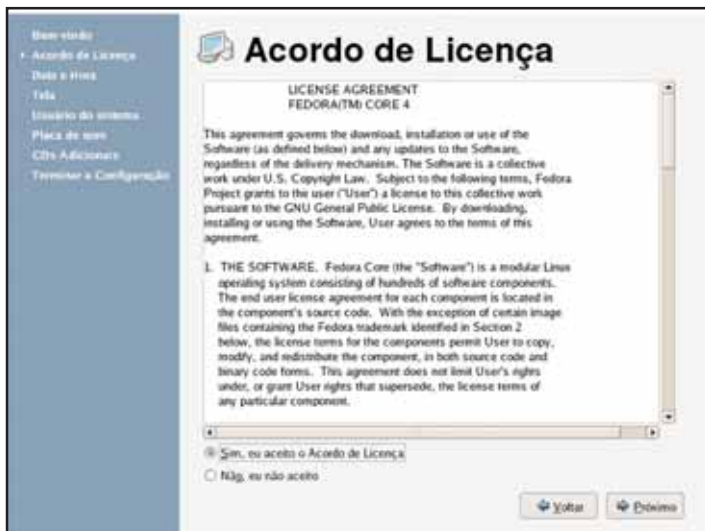 Bem-vindo
Acordo de Licença
Data e Hora
Tela
Usuário do sistema
Placa de som
CDs Adicionais
Terminar a Configuração
Acordo de Licença
LICENSE AGREEMENT
FEDORA(TM) CORE 4
This agreement governs the download, installation or use of the
Software (as defined below) and any updates to the Software,
regardless of the delivery mechanism. The Software is a collective
work under U.S. Copyright Law. Subject to the following terms, Fedora
Project grants to the user ("User") a license to this collective work
pursuant to the GNU General Public License. By downloading,
installing or using the Software, User agrees to the terms of this
agreement.
1. THE SOFTWARE. Fedora Core (the "Software") is a modular Linux
operating system consisting of hundreds of software components.
The end user license agreement for each component is located in
the component's source code. With the exception of certain image
files containing the Fedora trademark identified in Section 2
below, the license terms for the components permit User to copy,
modify, and redistribute the component, in both source code and
binary code forms. This agreement does not limit User's rights
under, or grant User rights that supersede, the license terms of
any particular component.
Sim, eu aceito o Acordo de Licença
Não, eu não aceito
Voltar
Próximo